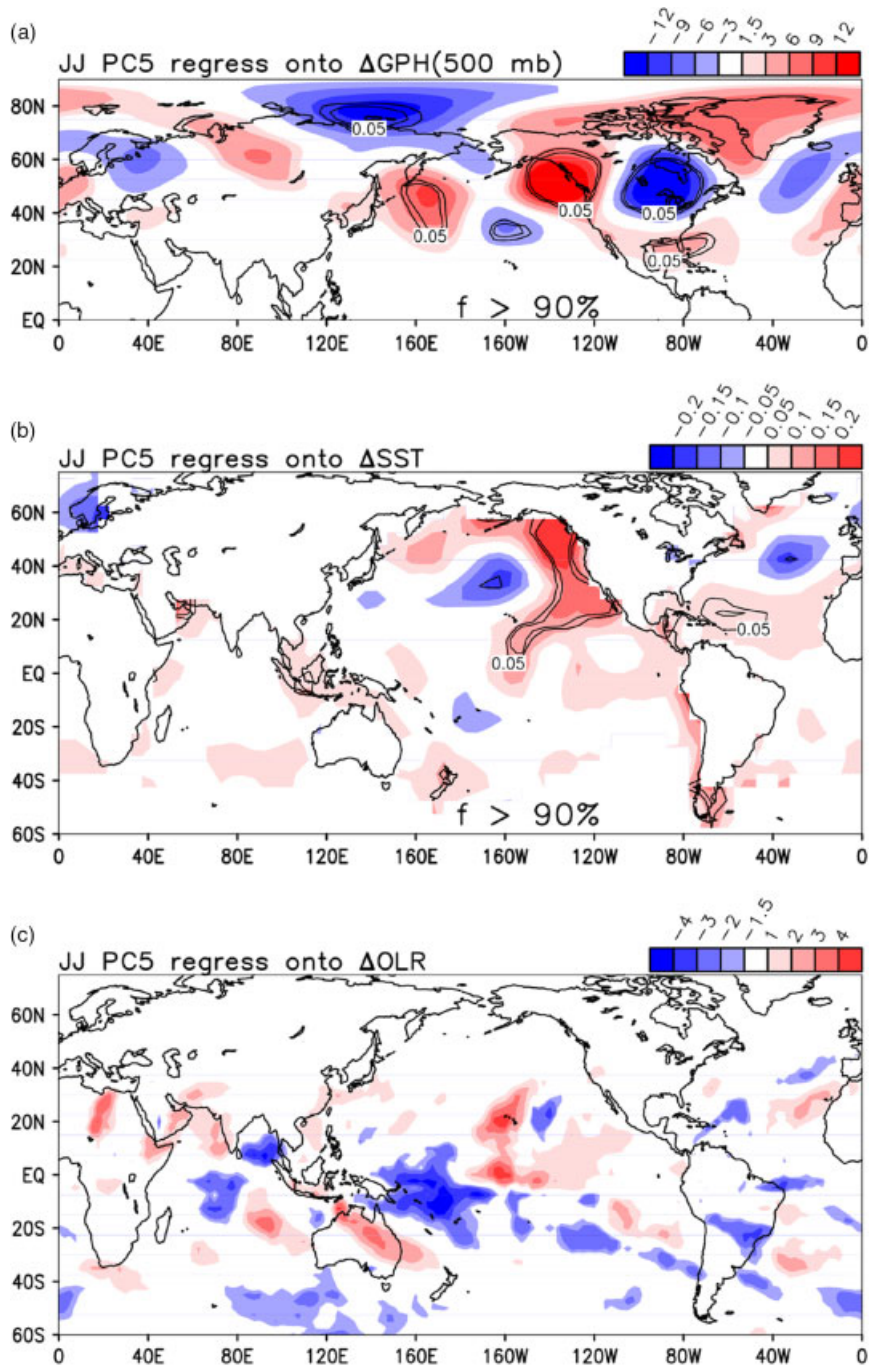 (a)
-12 -9 -6 -3 1.5 3 6 9 12
JJ PC5 regress onto ΔGPH(500 mb)
80N
60N
40N
20N
EQ
0.05
0.05
0.05
0.05
0.05
f > 90%
0 40E 80E 120E 160E 160W 120W 80W 40W 0
(b)
-0.2 -0.15 -0.1 -0.05 0.05 0.1 0.15 0.2
JJ PC5 regress onto ΔSST
60N
40N
20N
EQ
20S
40S
60S
0.05
0.05
f > 90%
0 40E 80E 120E 160E 160W 120W 80W 40W 0
(c)
-4 -3 -2 -1.5 1 2 3 4
JJ PC5 regress onto ΔOLR
60N
40N
20N
EQ
20S
40S
60S
0 40E 80E 120E 160E 160W 120W 80W 40W 0